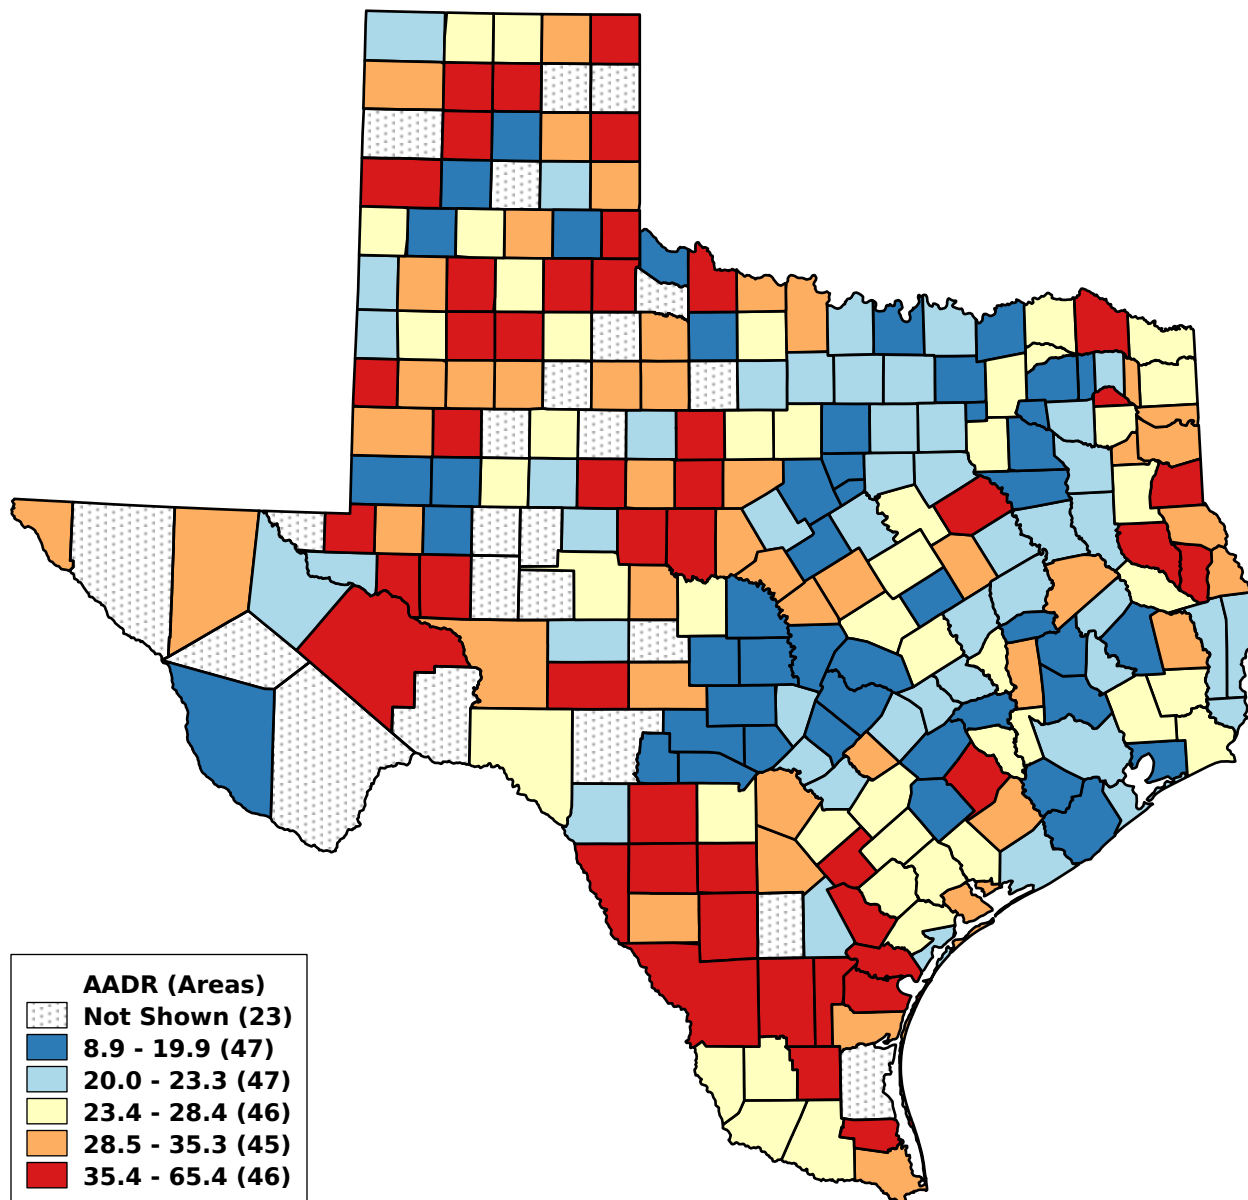 AADR (Areas)
Not Shown (23)
8.9 - 19.9 (47)
20.0 - 23.3 (47)
23.4 - 28.4 (46)
28.5 - 35.3 (45)
35.4 - 65.4 (46)